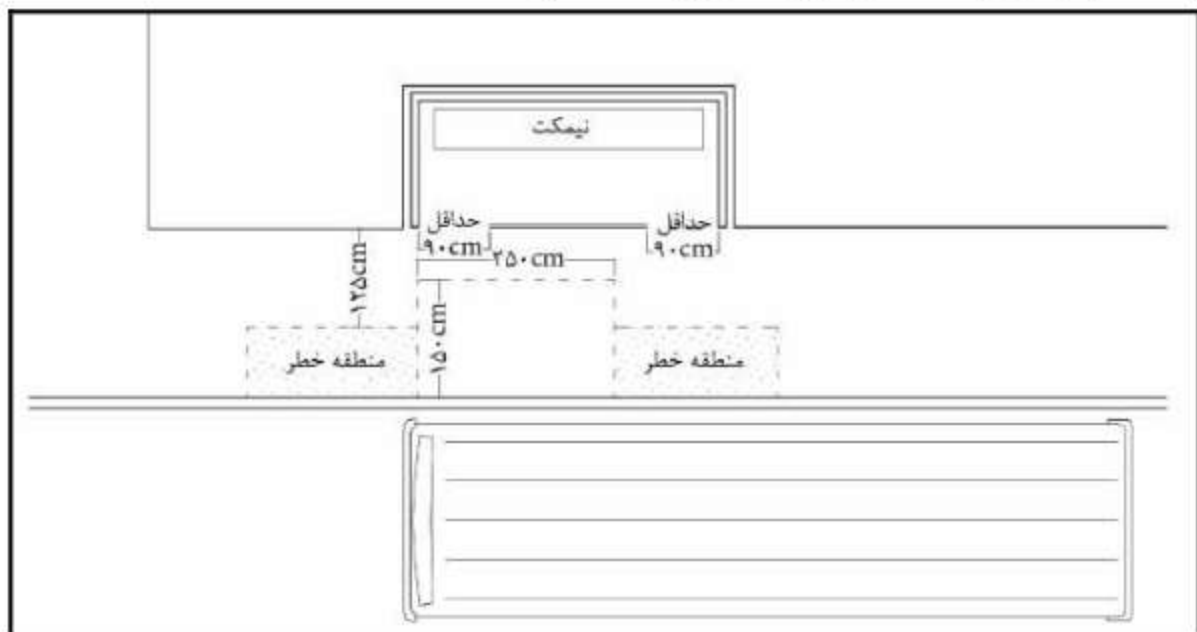 نیمکت
حداقل
۹۰cm
حداقل
۹۰cm
۲۵۰cm
۱۲۵cm
۱۵۰cm
منطقه خطر
منطقه خطر